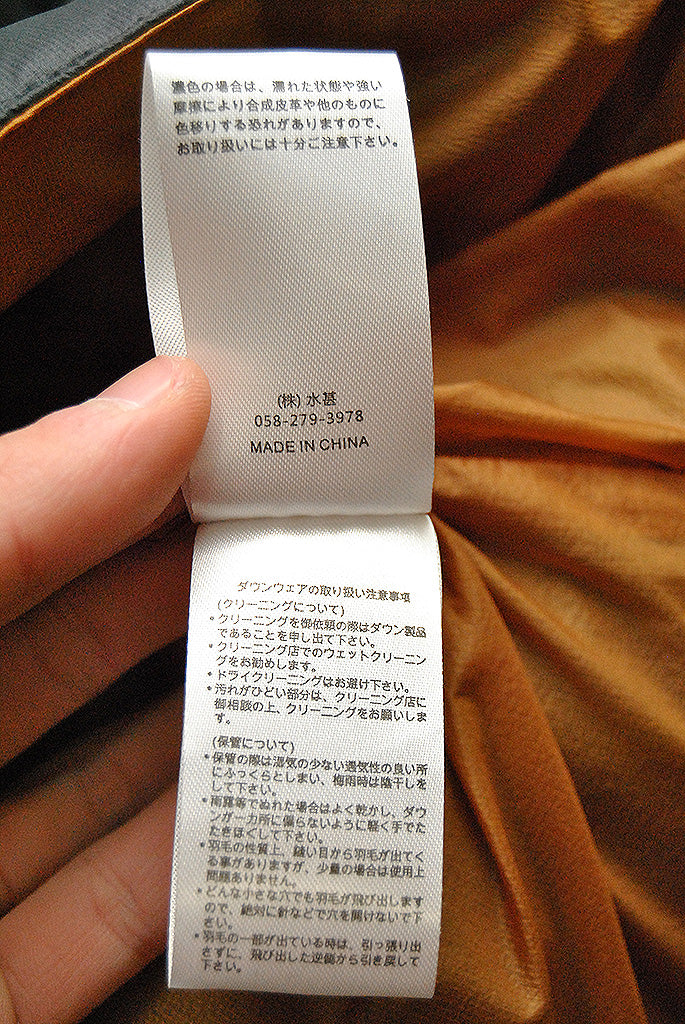 濃色の場合は、濡れた状態や強い
摩擦により合成皮革や他のものに
色移りする恐れがありますので、
お取り扱いには十分ご注意下さい。
(株) 水甚
058-279-3978
MADE IN CHINA
ダウンウェアの取り扱い注意事項
(クリーニングについて)
*クリーニングを御依頼の際はダウン製品
であることを申し出て下さい。
*クリーニング店でのウェットクリーニン
グをお勧めします。
*ドライクリーニングはお避け下さい。
*汚れがひどい部分は、クリーニング店に
御相談の上、クリーニングをお願いしま
す。
(保管について)
*保管の際は湿気の少ない通気性の良い所
にふっくらとしまい、梅雨時は陰干しを
して下さい。
*雨露等でぬれた場合はよく乾かし、ダウ
ンが一カ所に偏らないように軽く手でた
たきほぐして下さい。
*羽毛の性質上、縫い目から羽毛が出てく
る事がありますが、少量の場合は使用上
問題ありません。
*どんな小さな穴でも羽毛が飛び出します
ので、絶対に針などで穴を開けないで下
さい。
*羽毛の一部が出ている時は、引っ張り出
さずに、飛び出した逆側から引き戻して
下さい。